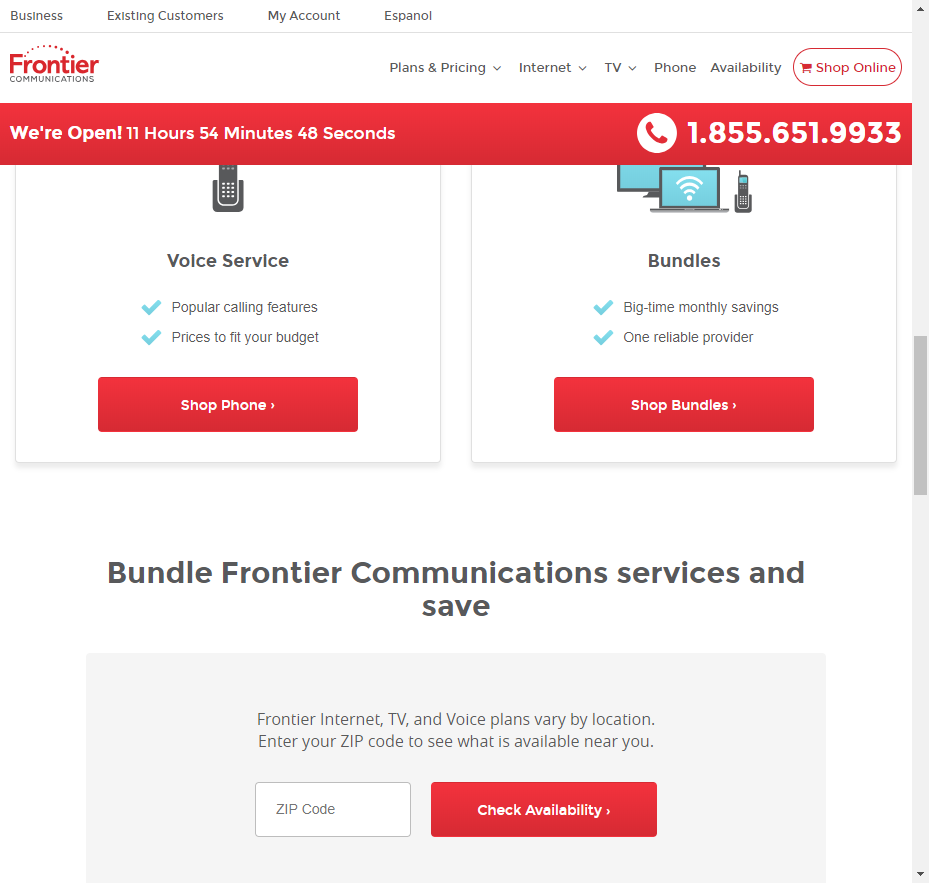 Business Existing Customers My Account Espanol
Frontier
COMMUNICATIONS
Plans & Pricing Internet TV Phone Availability Shop Online
We're Open! 11 Hours 54 Minutes 48 Seconds
1.855.651.9933
Voice Service
Popular calling features
Prices to fit your budget
Shop Phone ›
Bundles
Big-time monthly savings
One reliable provider
Shop Bundles ›
Bundle Frontier Communications services and
save
Frontier Internet, TV, and Voice plans vary by location.
Enter your ZIP code to see what is available near you.
ZIP Code
Check Availability ›